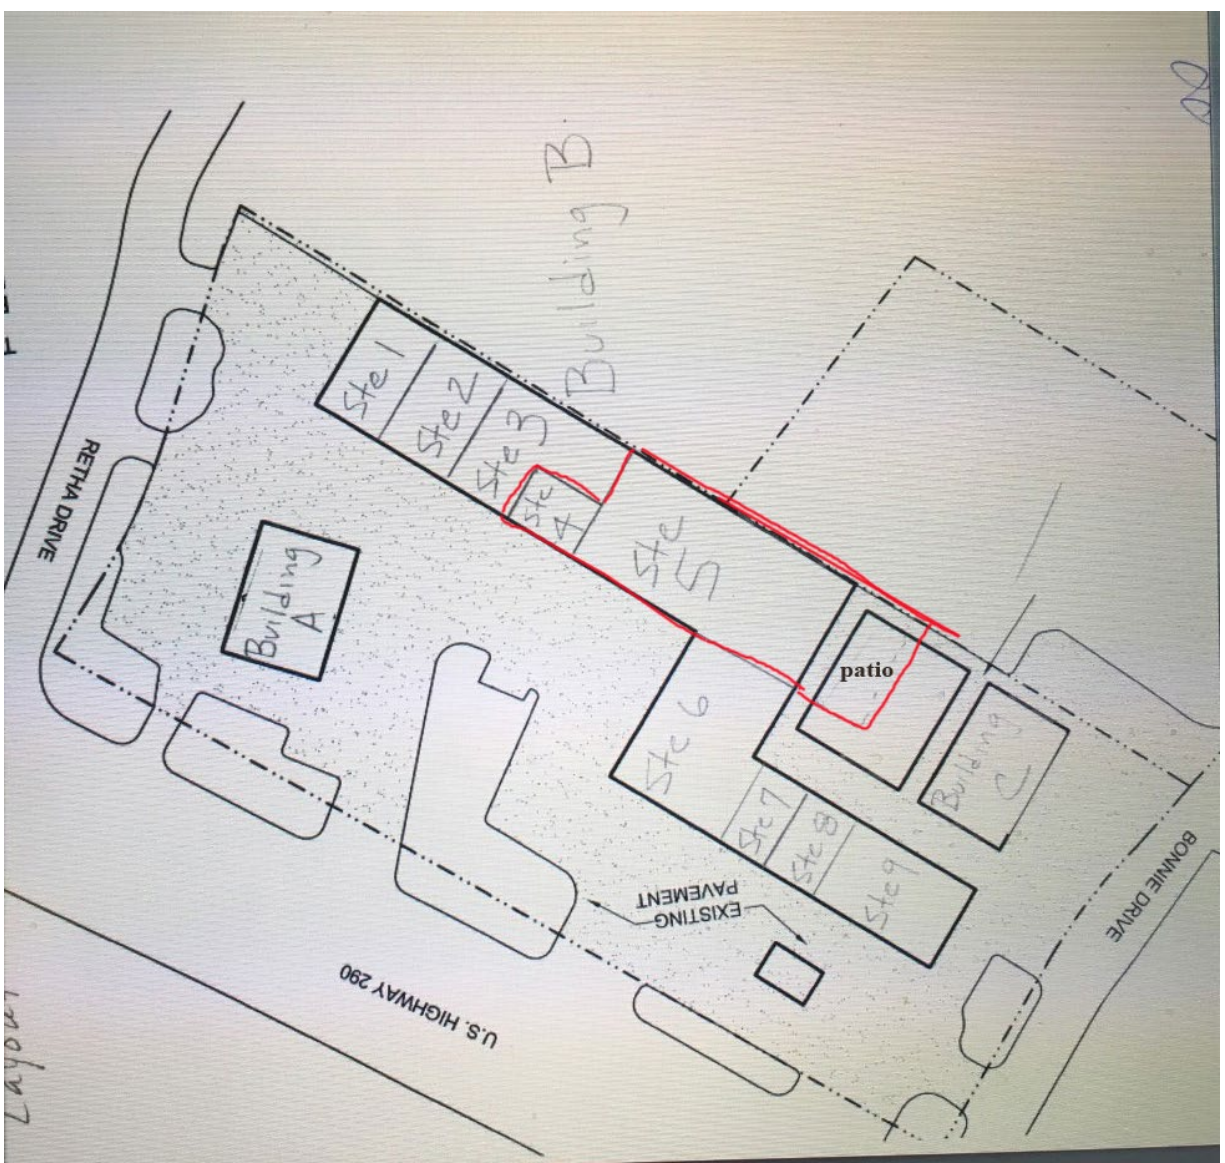 Building B
Ste 1
Ste 2
Ste 3
Ste
4
Ste
5
RETHA DRIVE
Building
A
patio
Ste 6
Building
C
Ste 7
Ste 8
Ste 9
BONNIE DRIVE
EXISTING
PAVEMENT
U.S. HIGHWAY 290
Layout